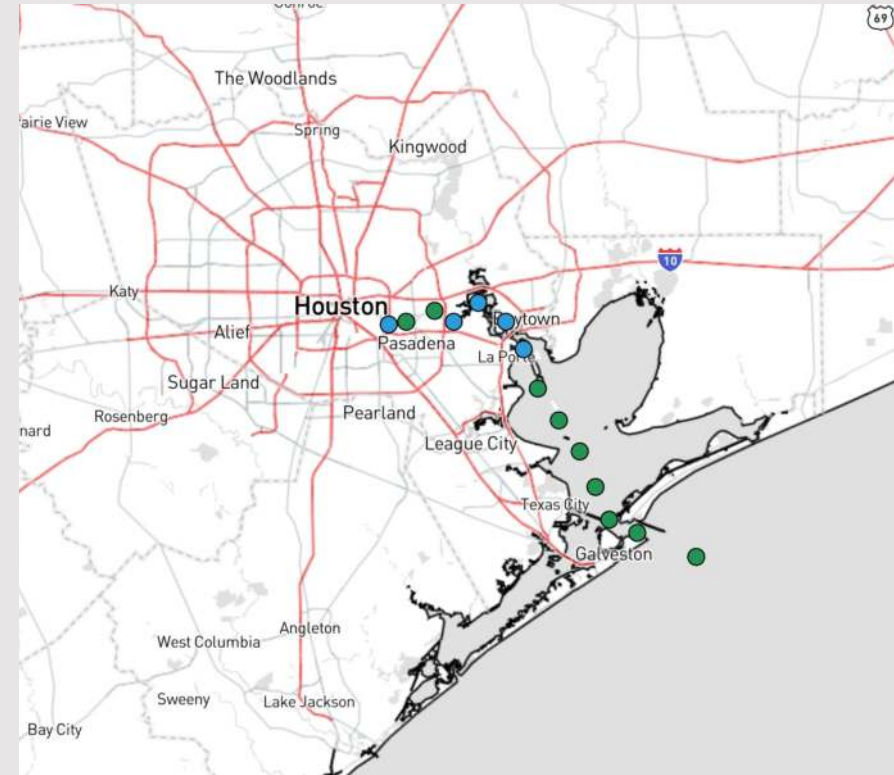 69
The Woodlands
Spring
Kingwood
10
Katy
Houston
Alief
Pasadena
La Porte
Sugar Land
Rosenberg
Pearland
League City
Texas City
Galveston
Angleton
West Columbia
Sweeny
Lake Jackson
Bay City